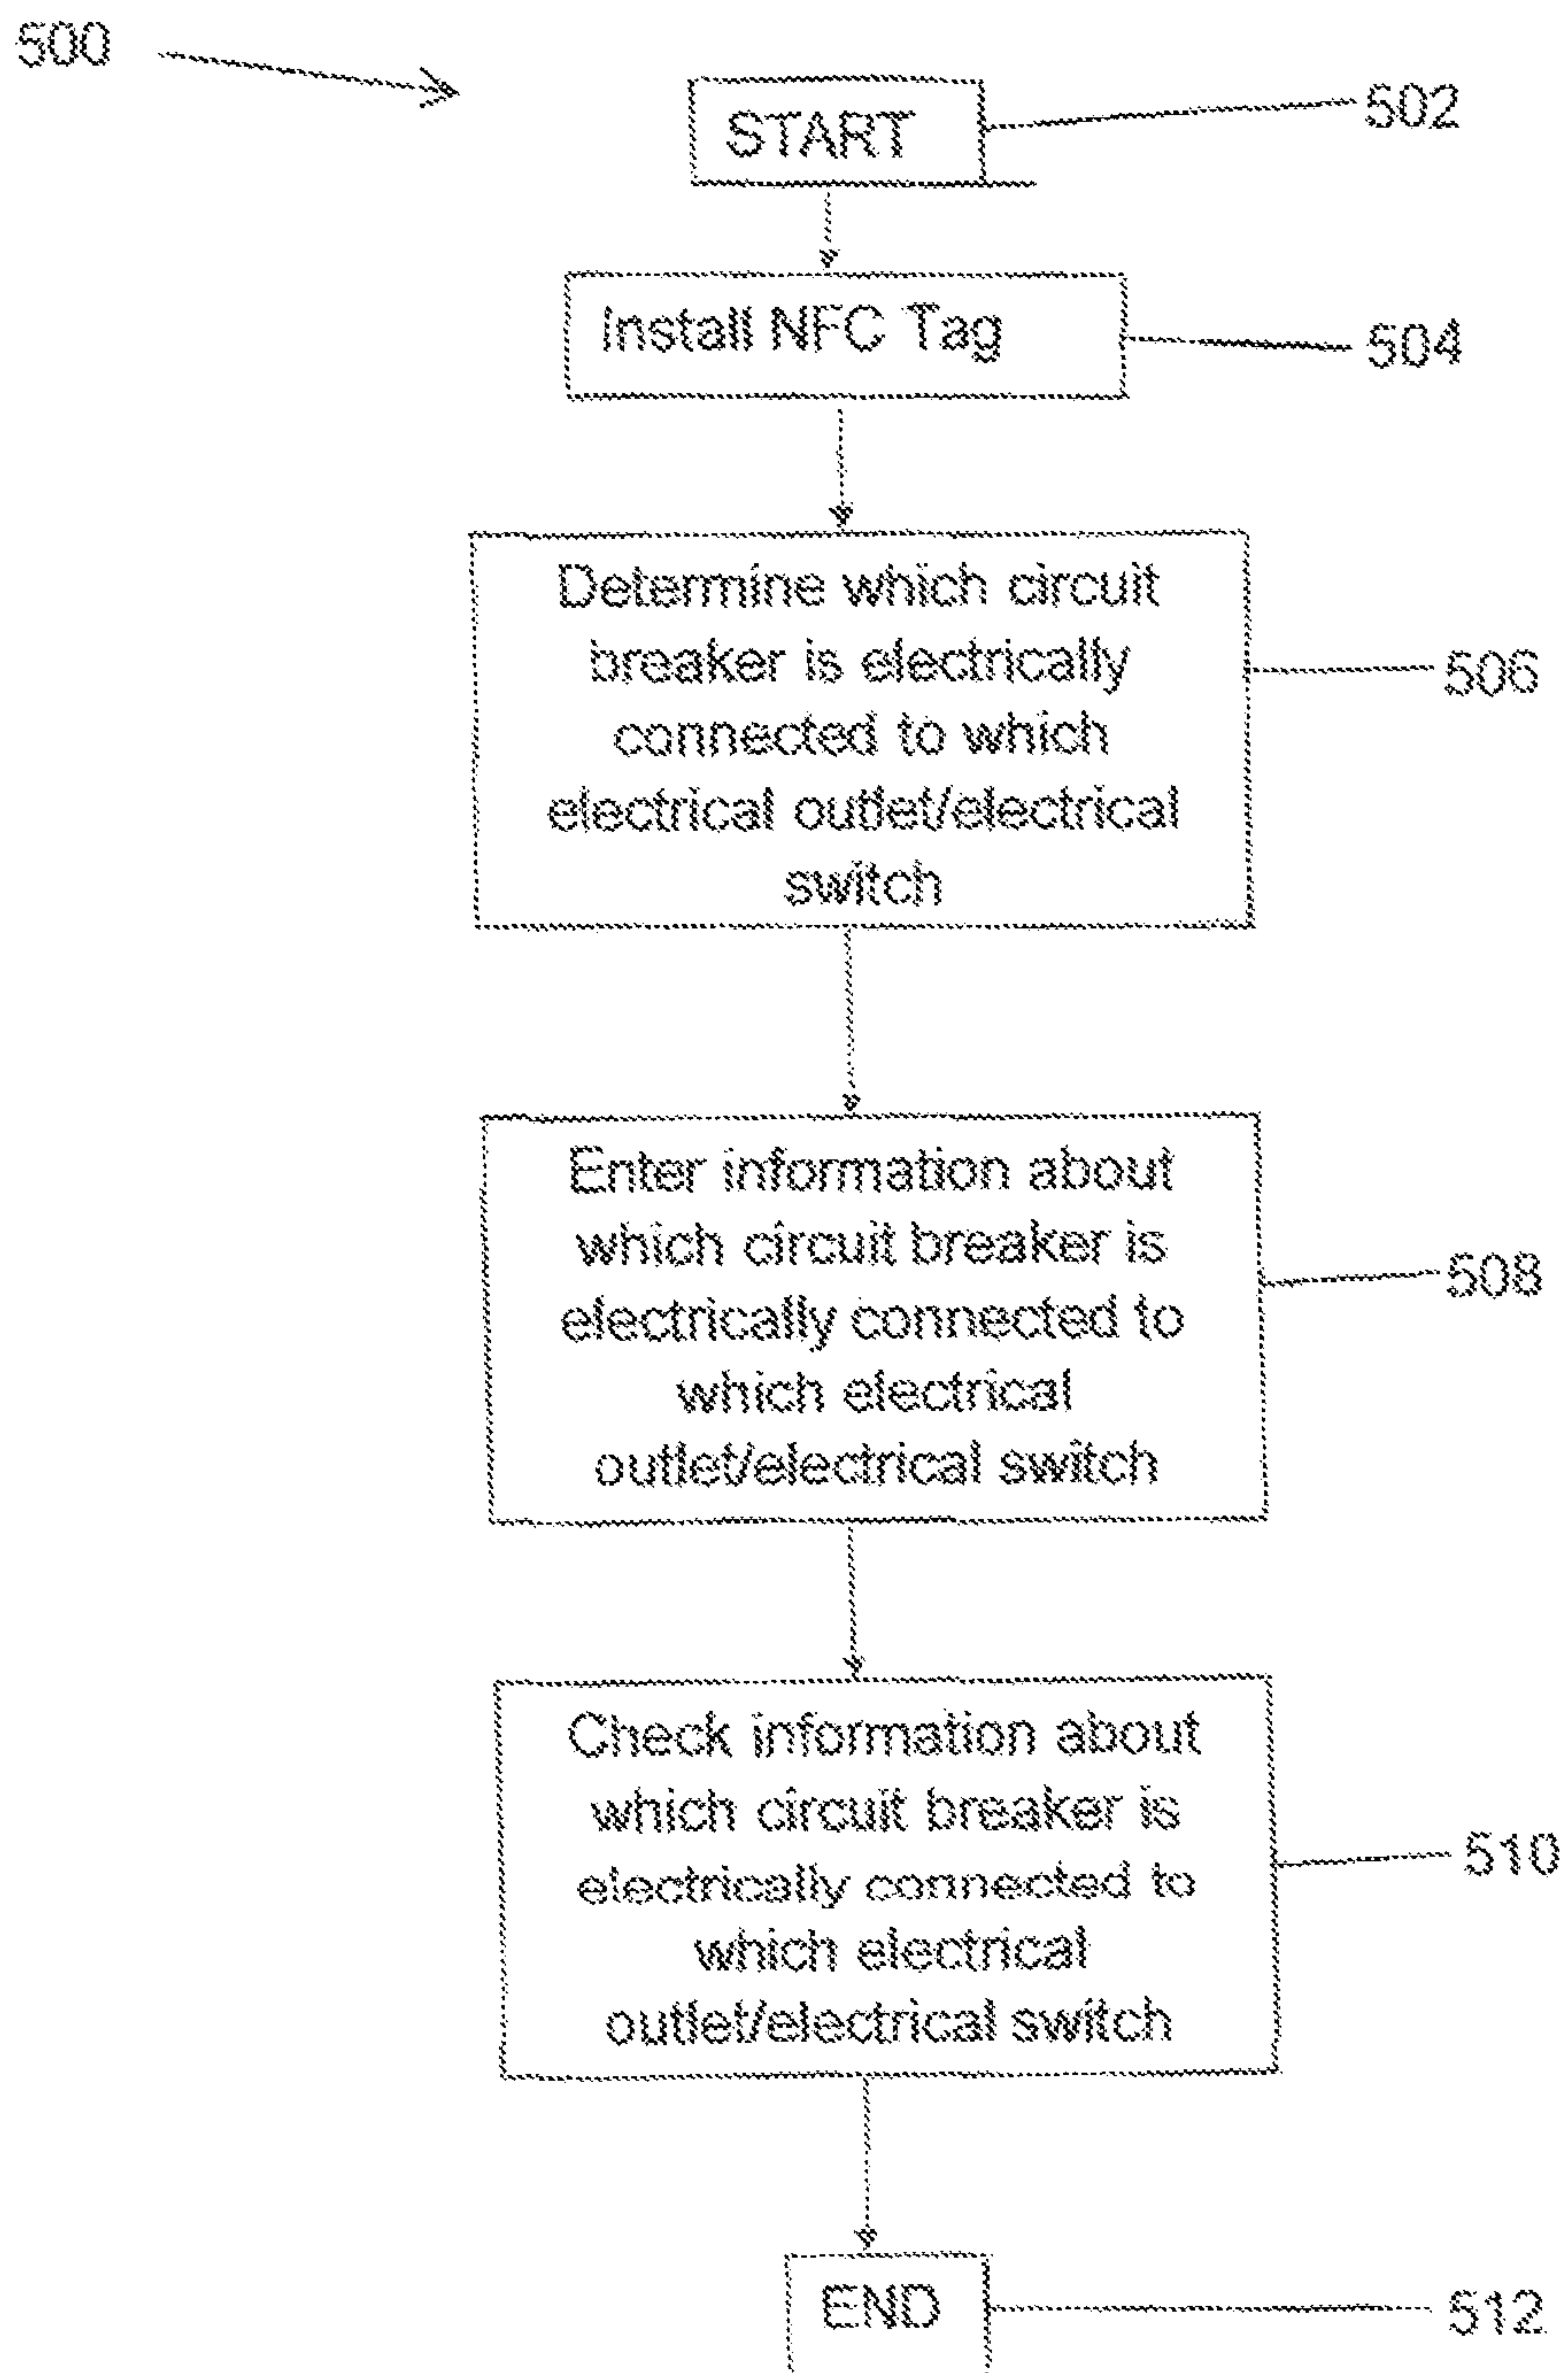 500
START
502
Install NFC Tag
504
Determine which circuit
breaker is electrically
connected to which
electrical outlet/electrical
switch
506
Enter information about
which circuit breaker is
electrically connected to
which electrical
outlet/electrical switch
508
Check information about
which circuit breaker is
electrically connected to
which electrical
outlet/electrical switch
510
END
512